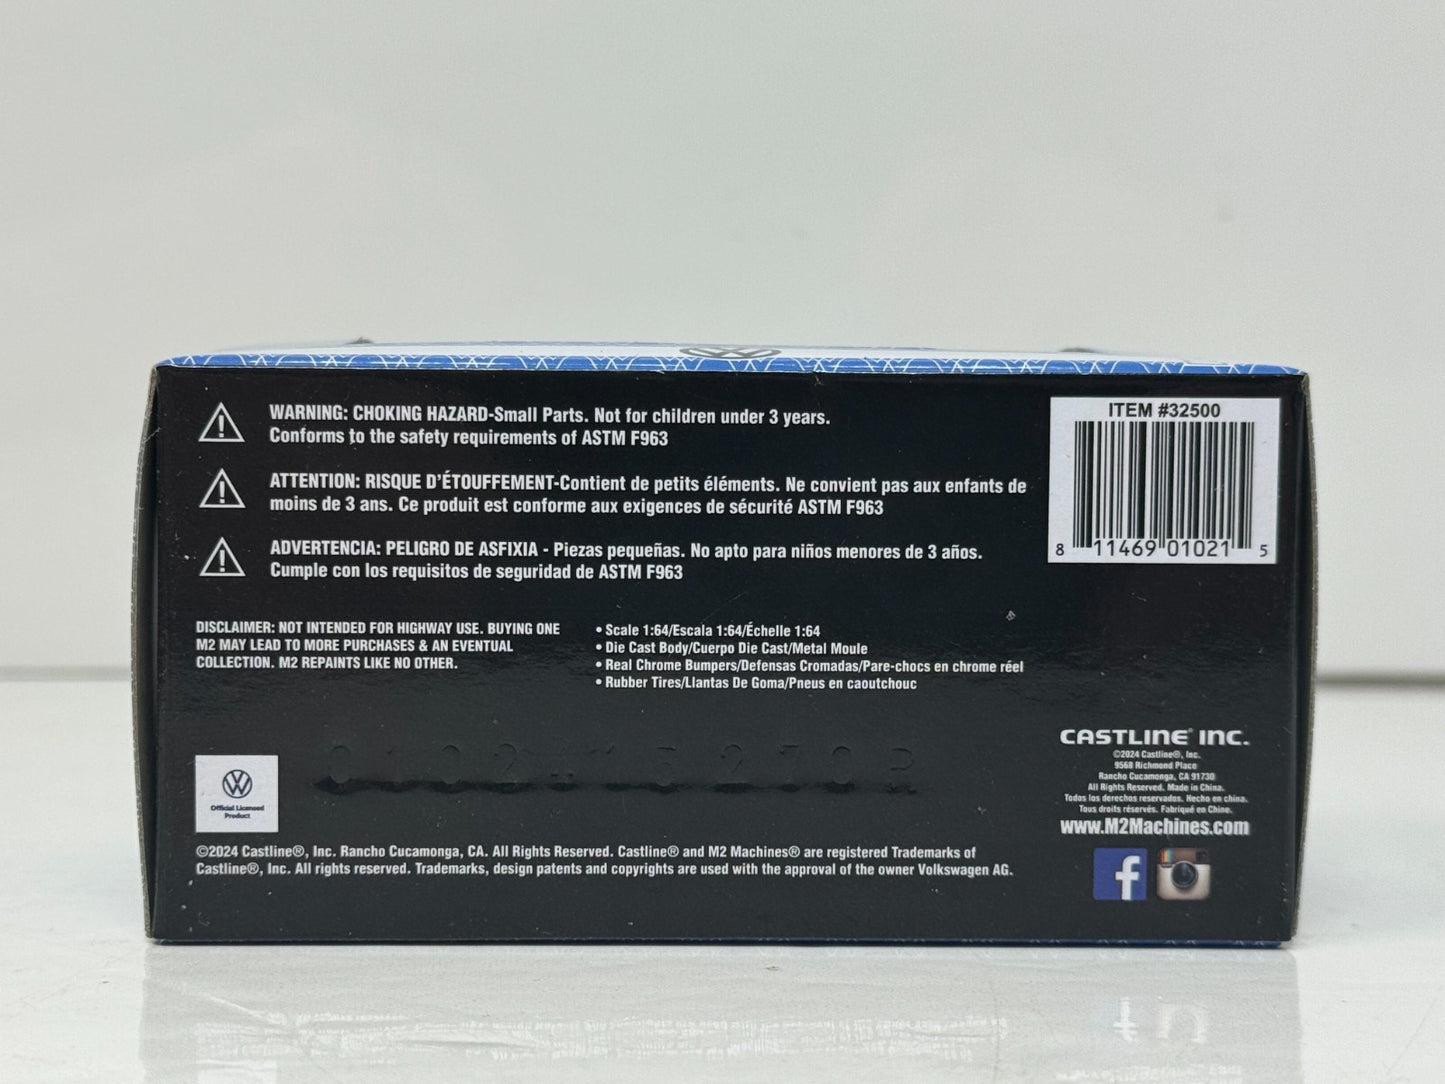 WARNING: CHOKING HAZARD-Small Parts. Not for children under 3 years.
Conforms to the safety requirements of ASTM F963
ATTENTION: RISQUE D'ÉTOUFFEMENT-Contient de petits éléments. Ne convient pas aux enfants de
moins de 3 ans. Ce produit est conforme aux exigences de sécurité ASTM F963
ADVERTENCIA: PELIGRO DE ASFIXIA - Piezas pequeñas. No apto para niños menores de 3 años.
Cumple con los requisitos de seguridad de ASTM F963
ITEM #32500
8 11469 01021 5
DISCLAIMER: NOT INTENDED FOR HIGHWAY USE. BUYING ONE
M2 MAY LEAD TO MORE PURCHASES & AN EVENTUAL
COLLECTION. M2 REPAINTS LIKE NO OTHER.
• Scale 1:64/Escala 1:64/Échelle 1:64
• Die Cast Body/Cuerpo Die Cast/Metal Moule
• Real Chrome Bumpers/Defensas Cromadas/Pare-chocs en chrome réel
• Rubber Tires/Llantas De Goma/Pneus en caoutchouc
Official Licensed
Product
CASTLINE® INC.
©2024 Castline®, Inc.
9568 Richmond Place
Rancho Cucamonga, CA 91730
All Rights Reserved. Made in China.
Todos los derechos reservados. Hecho en china.
Tous droits réservés. Fabriqué en Chine.
www.M2Machines.com
©2024 Castline®, Inc. Rancho Cucamonga, CA. All Rights Reserved. Castline® and M2 Machines® are registered Trademarks of
Castline®, Inc. All rights reserved. Trademarks, design patents and copyrights are used with the approval of the owner Volkswagen AG.